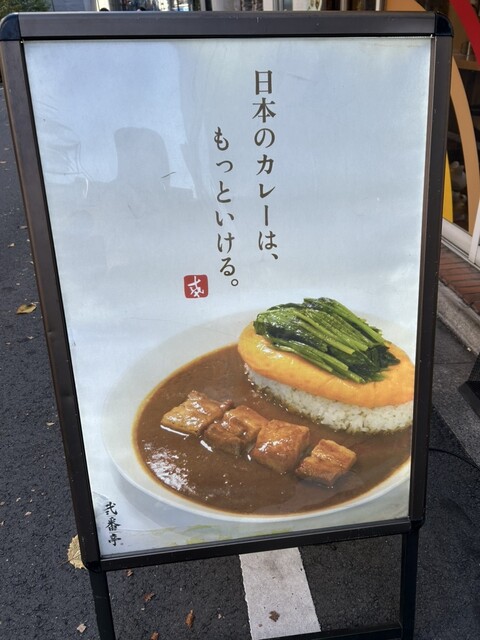 日本のカレーは、
もっといける。
弐番亭